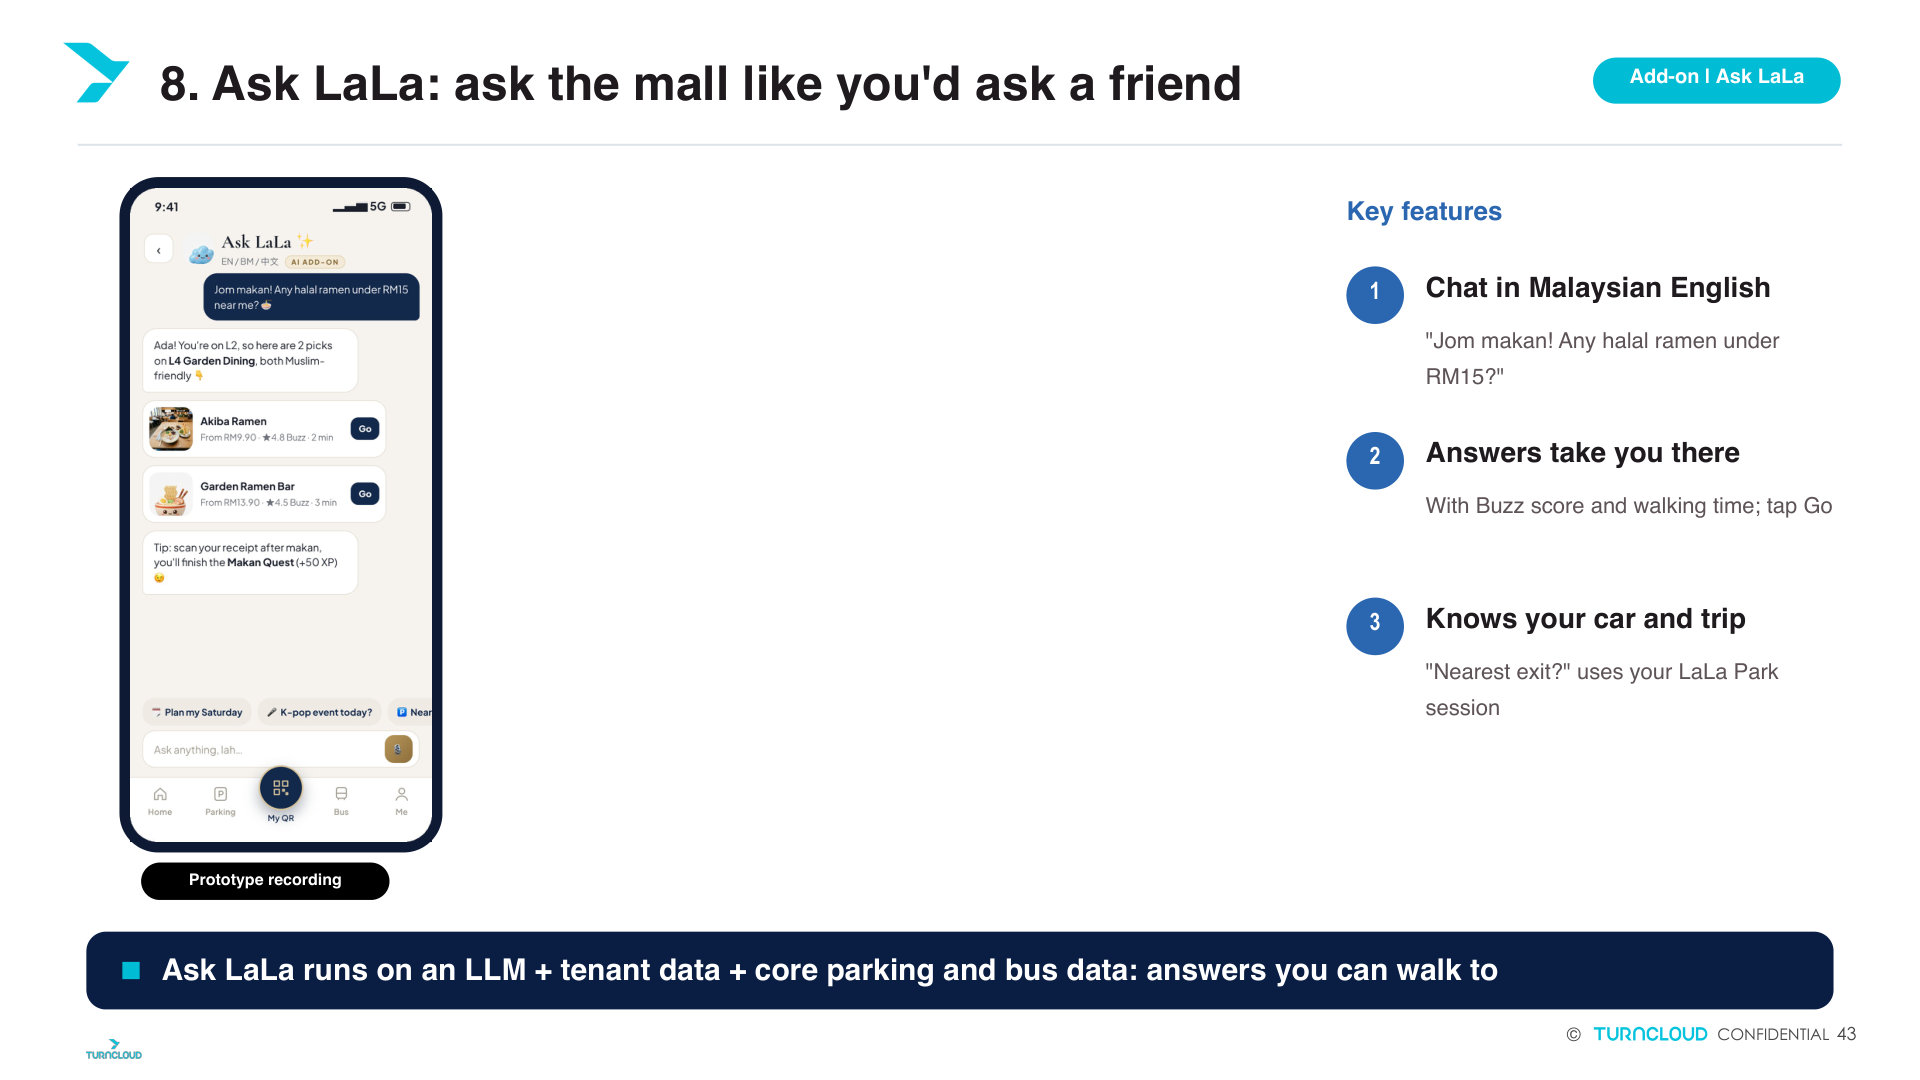 8. Ask LaLa: ask the mall like you'd ask a friend
Add-on | Ask LaLa
9:41
5G
‹
Ask LaLa ✨
EN / BM / 中文
AI ADD-ON
Jom makan! Any halal ramen under RM15
near me? 🍜
Ada! You're on L2, so here are 2 picks
on L4 Garden Dining, both Muslim-
friendly 👇
Akiba Ramen
From RM9.90 · ★4.8 Buzz · 2 min
Go
Garden Ramen Bar
From RM13.90 · ★4.5 Buzz · 3 min
Go
Tip: scan your receipt after makan,
you'll finish the Makan Quest (+50 XP)
😉
Plan my Saturday
🎤 K-pop event today?
🅿️ Near
Ask anything, lah...
Home
Parking
My QR
Bus
Me
Prototype recording
Key features
1
Chat in Malaysian English
"Jom makan! Any halal ramen under
RM15?"
2
Answers take you there
With Buzz score and walking time; tap Go
3
Knows your car and trip
"Nearest exit?" uses your LaLa Park
session
■ Ask LaLa runs on an LLM + tenant data + core parking and bus data: answers you can walk to
TURNCLOUD
© TURNCLOUD CONFIDENTIAL 43